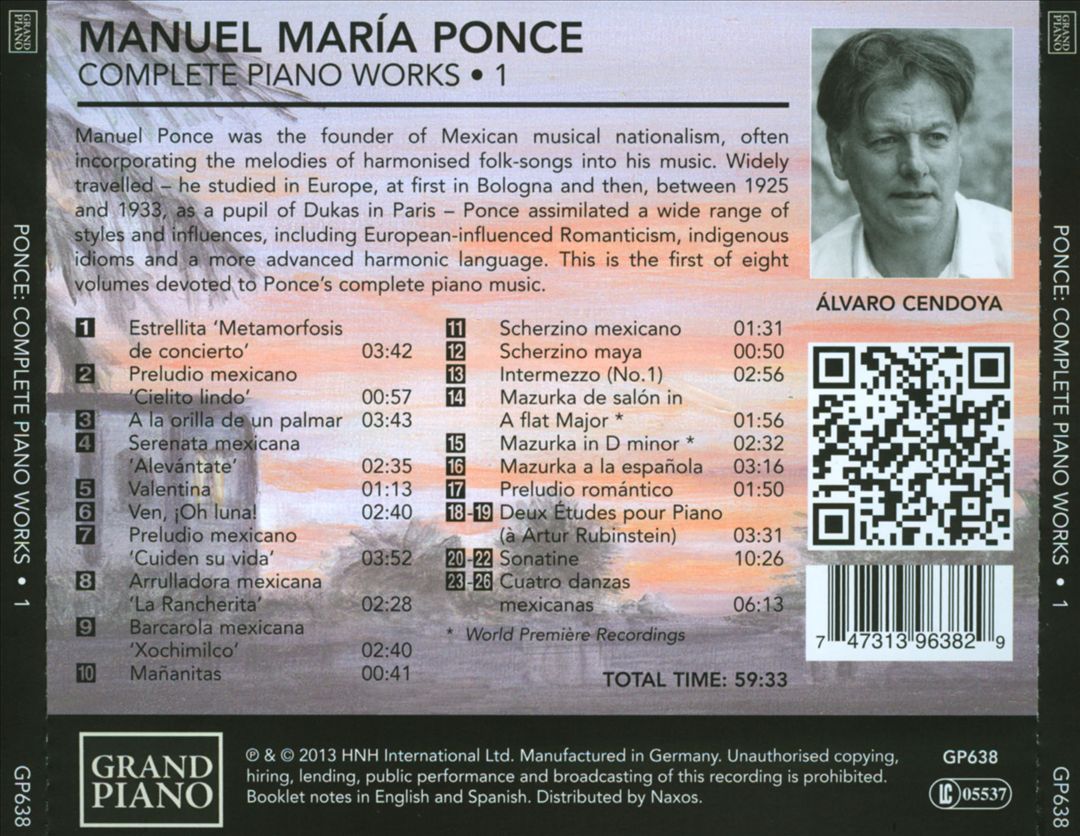 GRAND
PIANO
PONCE: COMPLETE PIANO WORKS • 1
GP638
MANUEL MARÍA PONCE
COMPLETE PIANO WORKS • 1
Manuel Ponce was the founder of Mexican musical nationalism, often
incorporating the melodies of harmonised folk-songs into his music. Widely
travelled – he studied in Europe, at first in Bologna and then, between 1925
and 1933, as a pupil of Dukas in Paris – Ponce assimilated a wide range of
styles and influences, including European-influenced Romanticism, indigenous
idioms and a more advanced harmonic language. This is the first of eight
volumes devoted to Ponce's complete piano music.
1 Estrellita 'Metamorfosis
de concierto' 03:42
2 Preludio mexicano
'Cielito lindo' 00:57
3 A la orilla de un palmar 03:43
4 Serenata mexicana
'Alevántate' 02:35
5 Valentina 01:13
6 Ven, ¡Oh luna! 02:40
7 Preludio mexicano
'Cuiden su vida' 03:52
8 Arrulladora mexicana
'La Rancherita' 02:28
9 Barcarola mexicana
'Xochimilco' 02:40
10 Mañanitas 00:41
11 Scherzino mexicano 01:31
12 Scherzino maya 00:50
13 Intermezzo (No.1) 02:56
14 Mazurka de salón in
A flat Major * 01:56
15 Mazurka in D minor * 02:32
16 Mazurka a la española 03:16
17 Preludio romántico 01:50
18-19 Deux Études pour Piano
(à Artur Rubinstein) 03:31
20-22 Sonatine 10:26
23-26 Cuatro danzas
mexicanas 06:13
* World Première Recordings
TOTAL TIME: 59:33
ÁLVARO CENDOYA
7 47313 96382 9
GRAND
PIANO
℗ & © 2013 HNH International Ltd. Manufactured in Germany. Unauthorised copying,
hiring, lending, public performance and broadcasting of this recording is prohibited.
Booklet notes in English and Spanish. Distributed by Naxos.
GP638
LC 05537
GRAND
PIANO
PONCE: COMPLETE PIANO WORKS • 1
GP638